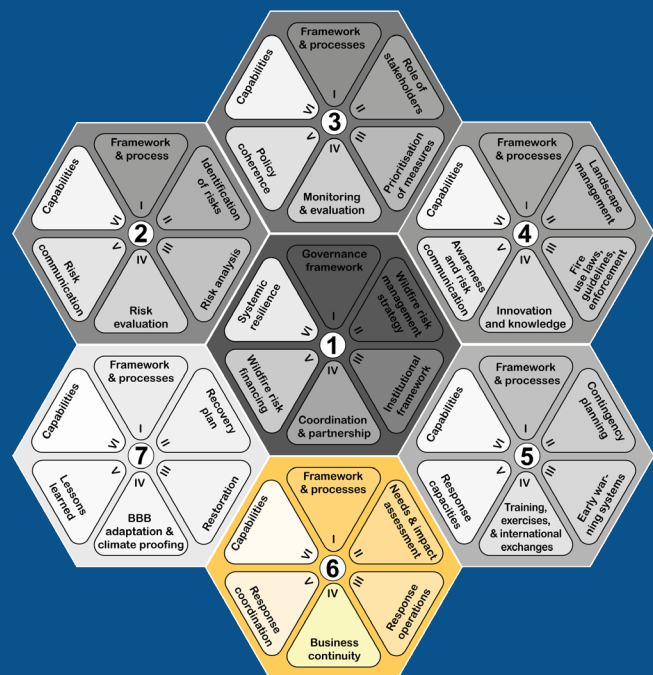 Framework
& processes
I
Role of
stakeholders
II
Prioritisation
of measures
III
Monitoring
& evaluation
IV
Policy
coherence
V
Capabilities
VI
3
Framework
& process
I
Identification
of risks
II
Risk analysis
III
Risk
evaluation
IV
Risk
communication
V
Capabilities
VI
2
Framework
& processes
I
Landscape
management
II
Fire
use laws,
guidelines,
enforcement
III
Innovation
and knowledge
IV
Awareness
and risk
communication
V
Capabilities
VI
4
Governance
framework
I
Wildfire risk
management
strategy
II
Institutional
framework
III
Coordination
& partnership
IV
Wildfire risk
financing
V
Systemic
resilience
VI
1
Framework
& processes
I
Recovery
plan
II
Restoration
III
BBB
adaptation &
climate proofing
IV
Lessons
learned
V
Capabilities
VI
7
Framework
& processes
I
Contingency
planning
II
Early war-
ning systems
III
Training,
exercises,
& international
exchanges
IV
Response
capacities
V
Capabilities
VI
5
Framework
& processes
I
Needs & impact
assessment
II
Response
operations
III
Business
continuity
IV
Response
coordination
V
Capabilities
VI
6